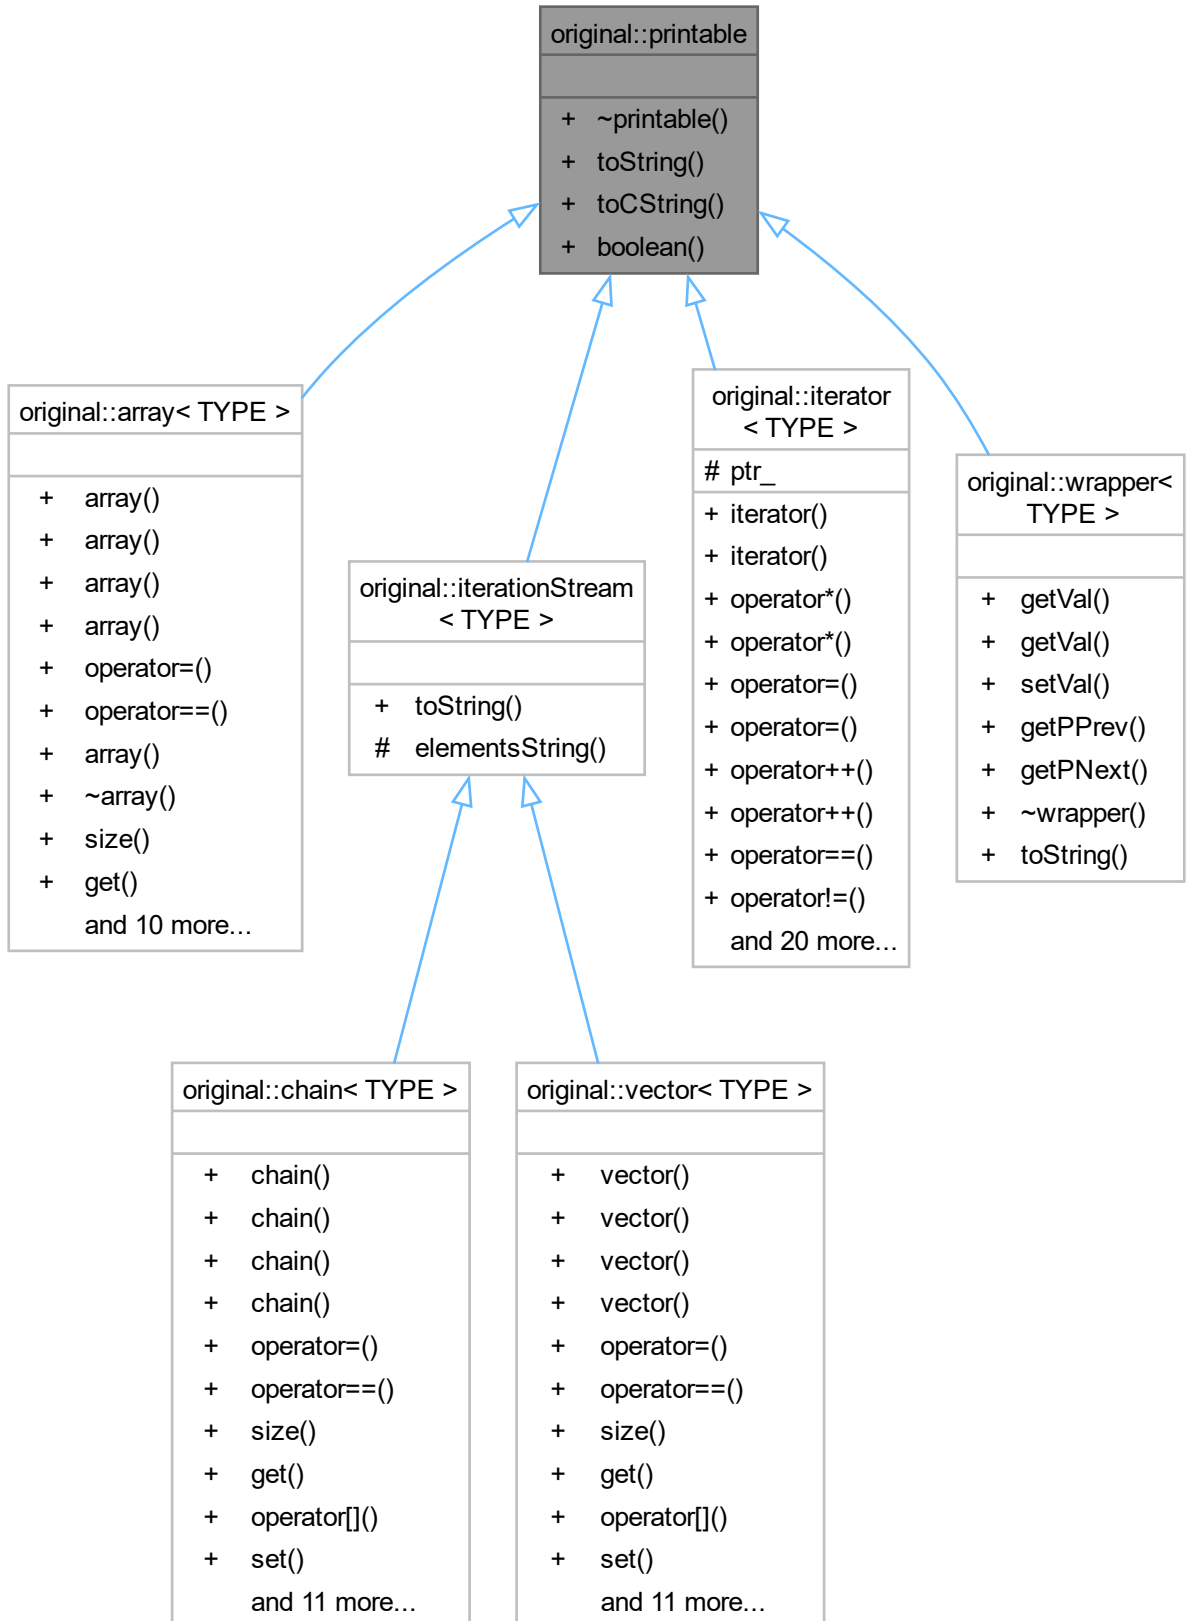 original::printable
+ ~printable()
+ toString()
+ toCString()
+ boolean()
original::array< TYPE >
+ array()
+ array()
+ array()
+ array()
+ operator=()
+ operator==()
+ array()
+ ~array()
+ size()
+ get()
and 10 more...
original::iterationStream
< TYPE >
+ toString()
# elementsString()
original::iterator
< TYPE >
# ptr_
+ iterator()
+ iterator()
+ operator*()
+ operator*()
+ operator=()
+ operator=()
+ operator++()
+ operator++()
+ operator==()
+ operator!=()
and 20 more...
original::wrapper<
TYPE >
+ getVal()
+ getVal()
+ setVal()
+ getPPrev()
+ getPNext()
+ ~wrapper()
+ toString()
original::chain< TYPE >
+ chain()
+ chain()
+ chain()
+ chain()
+ operator=()
+ operator==()
+ size()
+ get()
+ operator[]()
+ set()
and 11 more...
original::vector< TYPE >
+ vector()
+ vector()
+ vector()
+ vector()
+ operator=()
+ operator==()
+ size()
+ get()
+ operator[]()
+ set()
and 11 more...